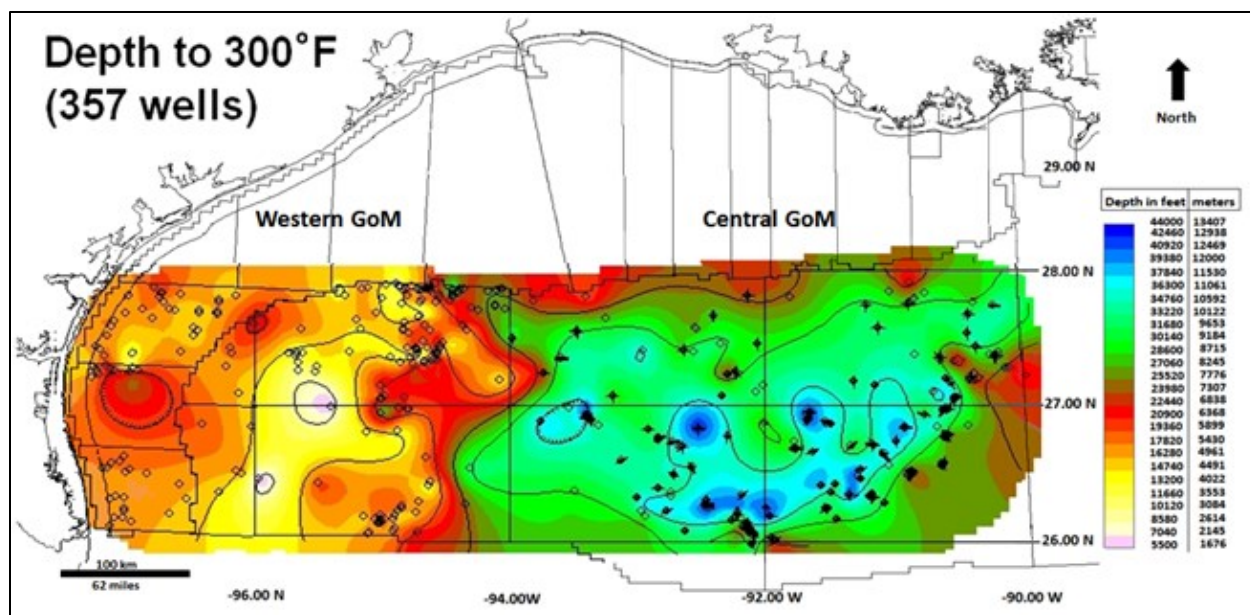 Depth to 300°F
(357 wells)
North
29.00 N
Western GoM
Central GoM
Depth in feet meters
44000 13407
42460 12938
40920 12469
39380 12000
37840 11530
36300 11061
34760 10592
33220 10122
31680 9653
30140 9184
28600 8715
27060 8245
25520 7776
23980 7307
22440 6838
20900 6368
19360 5899
17820 5430
16280 4961
14740 4491
13200 4022
11660 3553
10120 3084
8580 2614
7040 2145
5500 1676
28.00 N
27.00 N
26.00 N
100 km
62 miles
-96.00 N
-94.00W
-92.00 W
-90.00 W